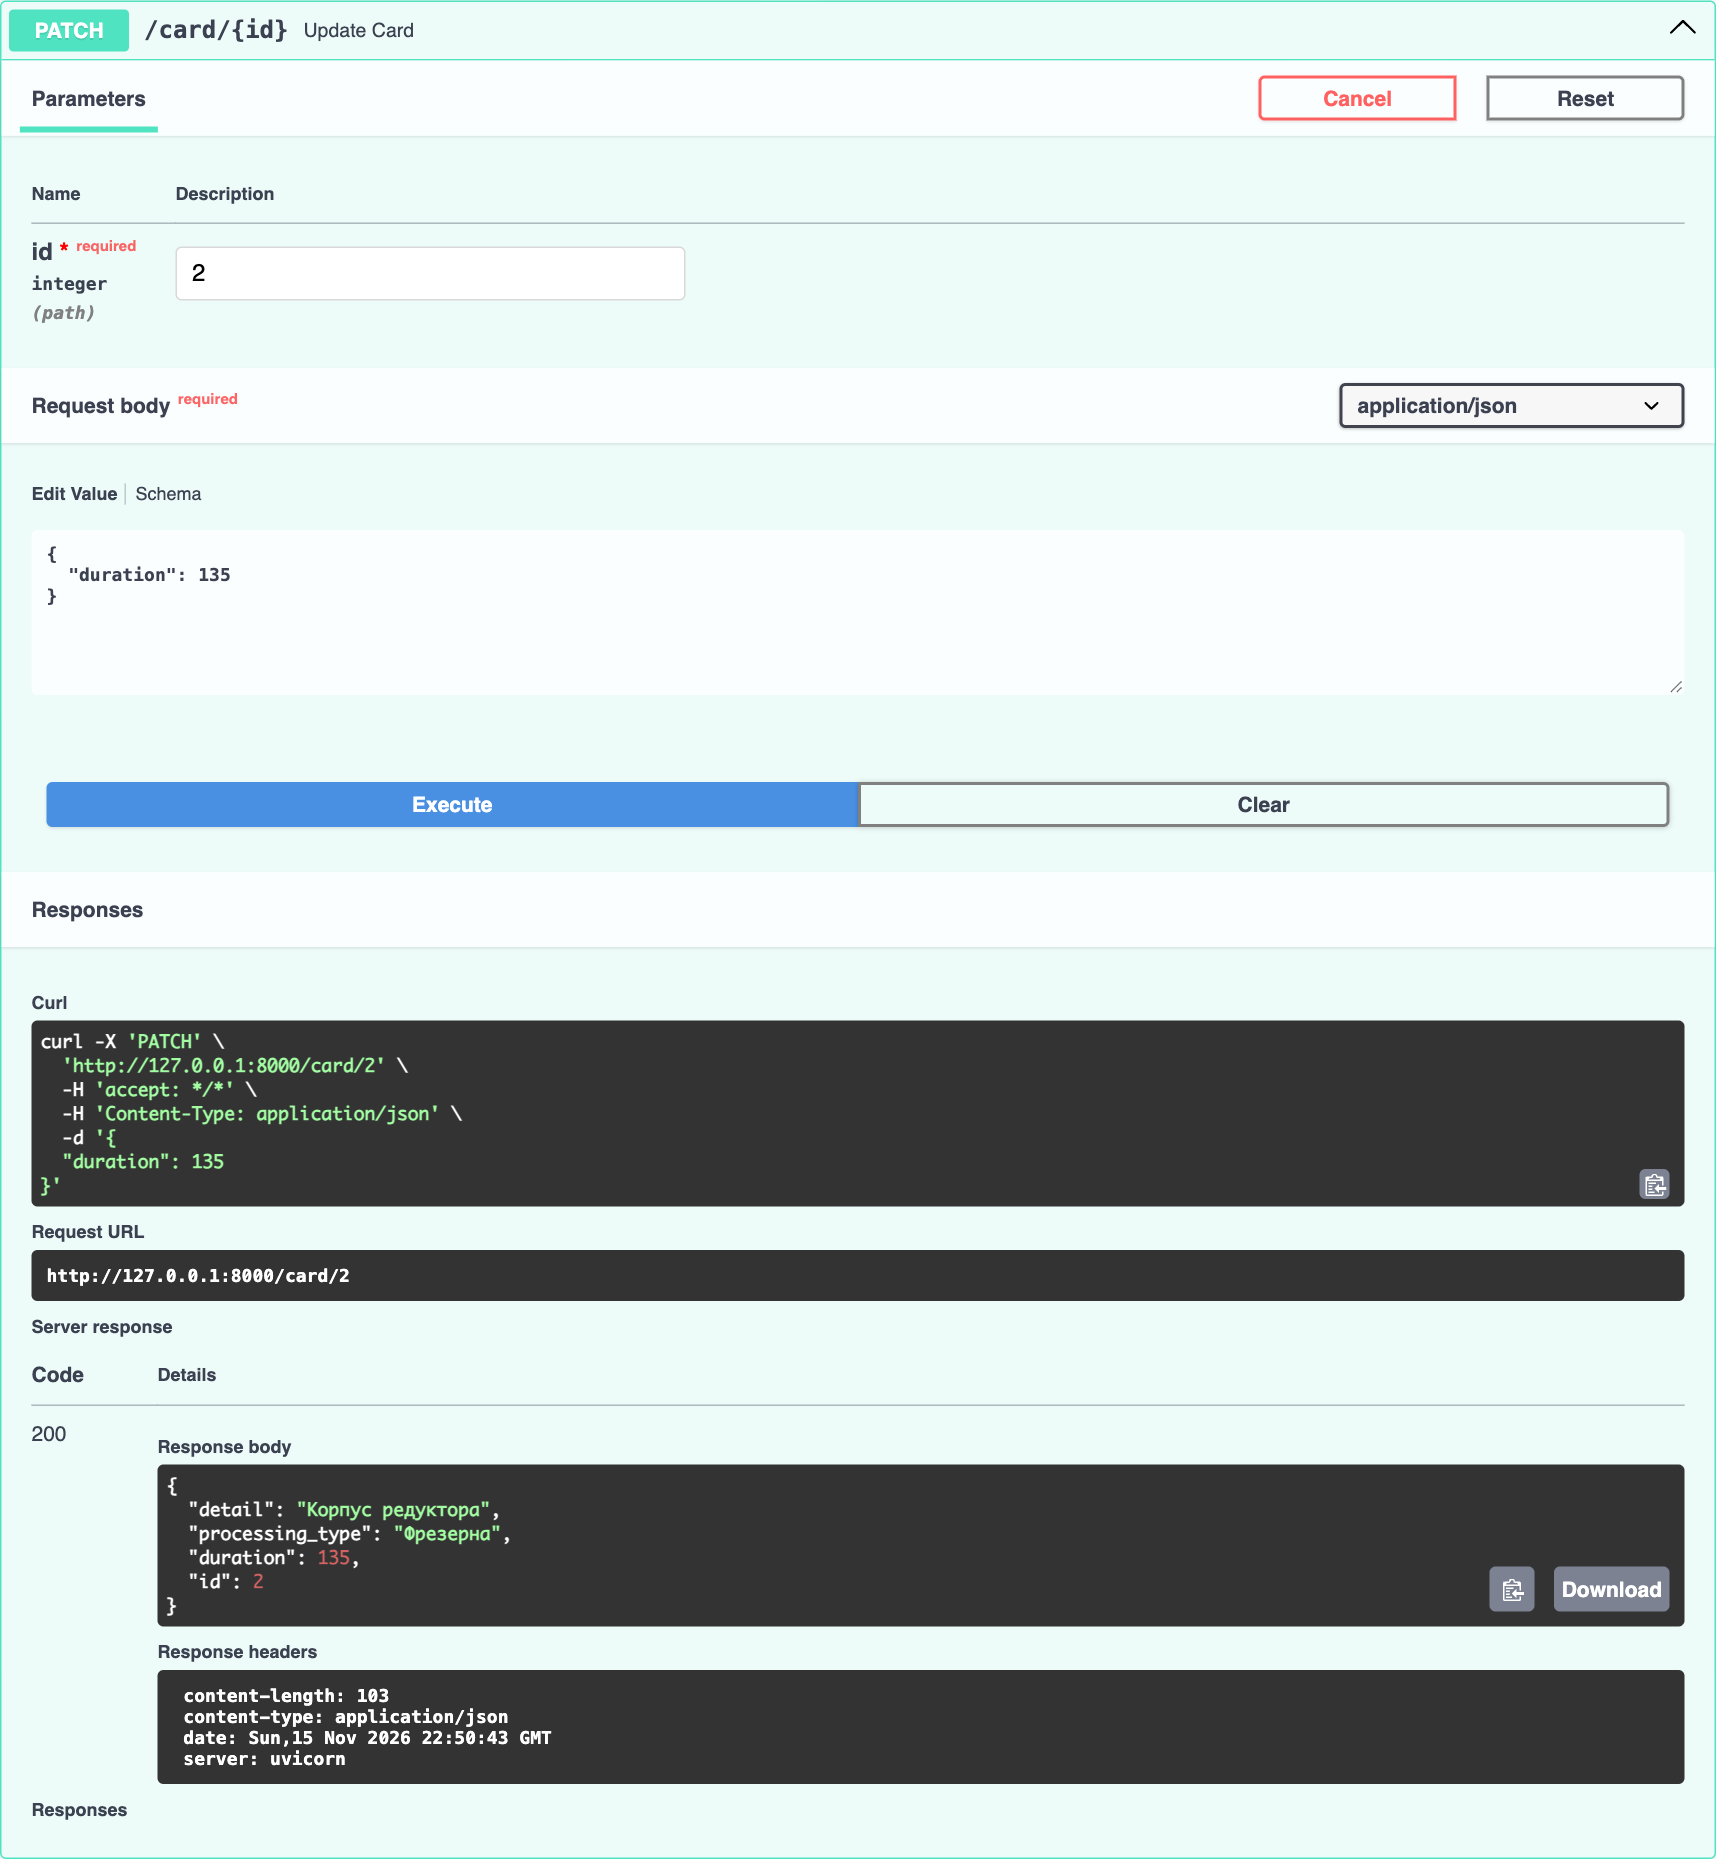 PATCH /card/{id} Update Card
Parameters
Cancel
Reset
Name Description
id * required
integer
(path)
2
Request body required
application/json
Edit Value | Schema
{
  "duration": 135
}
Execute
Clear
Responses
Curl
curl -X 'PATCH' \
  'http://127.0.0.1:8000/card/2' \
  -H 'accept: */*' \
  -H 'Content-Type: application/json' \
  -d '{
  "duration": 135
}'
Request URL
http://127.0.0.1:8000/card/2
Server response
Code Details
200
Response body
{
  "detail": "Корпус редуктора",
  "processing_type": "Фрезерна",
  "duration": 135,
  "id": 2
}
Download
Response headers
content-length: 103
content-type: application/json
date: Sun,15 Nov 2026 22:50:43 GMT
server: uvicorn
Responses